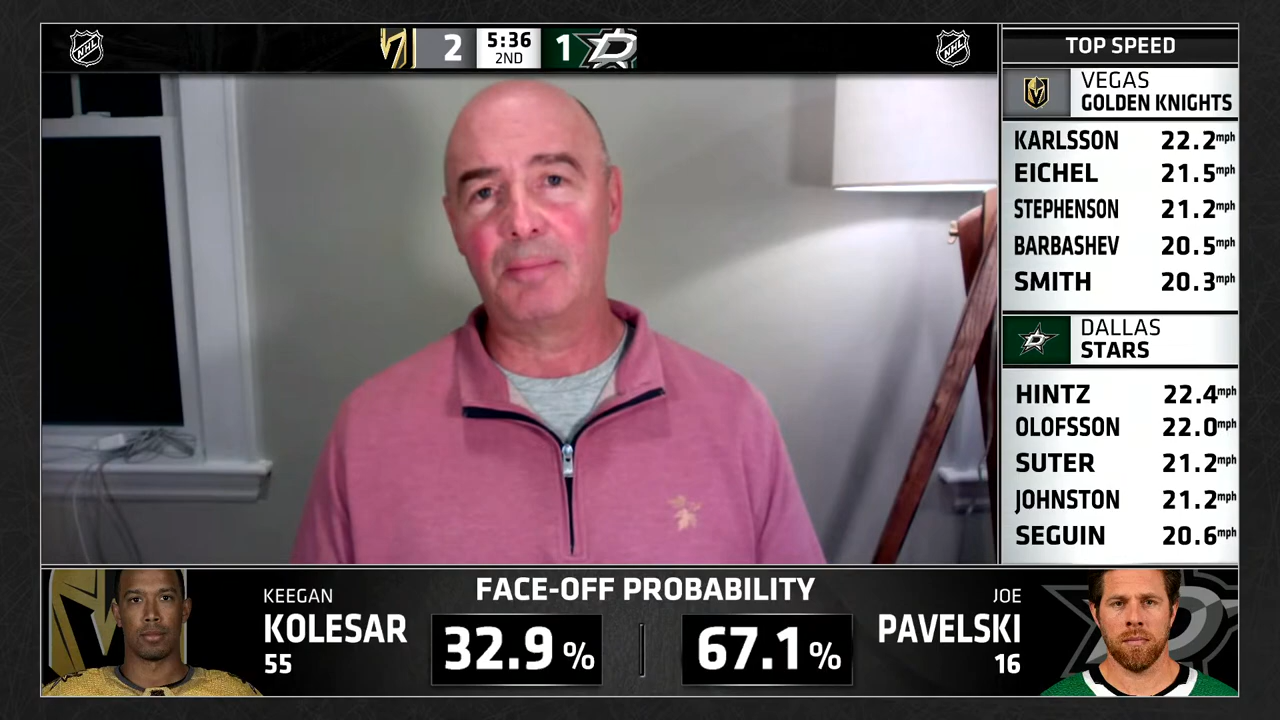 NHL
2
5:36
2ND
1
NHL
TOP SPEED
VEGAS
GOLDEN KNIGHTS
KARLSSON 22.2mph
EICHEL 21.5mph
STEPHENSON 21.2mph
BARBASHEV 20.5mph
SMITH 20.3mph
DALLAS
STARS
HINTZ 22.4mph
OLOFSSON 22.0mph
SUTER 21.2mph
JOHNSTON 21.2mph
SEGUIN 20.6mph
FACE-OFF PROBABILITY
KEEGAN
KOLESAR
55
32.9 %
67.1 %
JOE
PAVELSKI
16